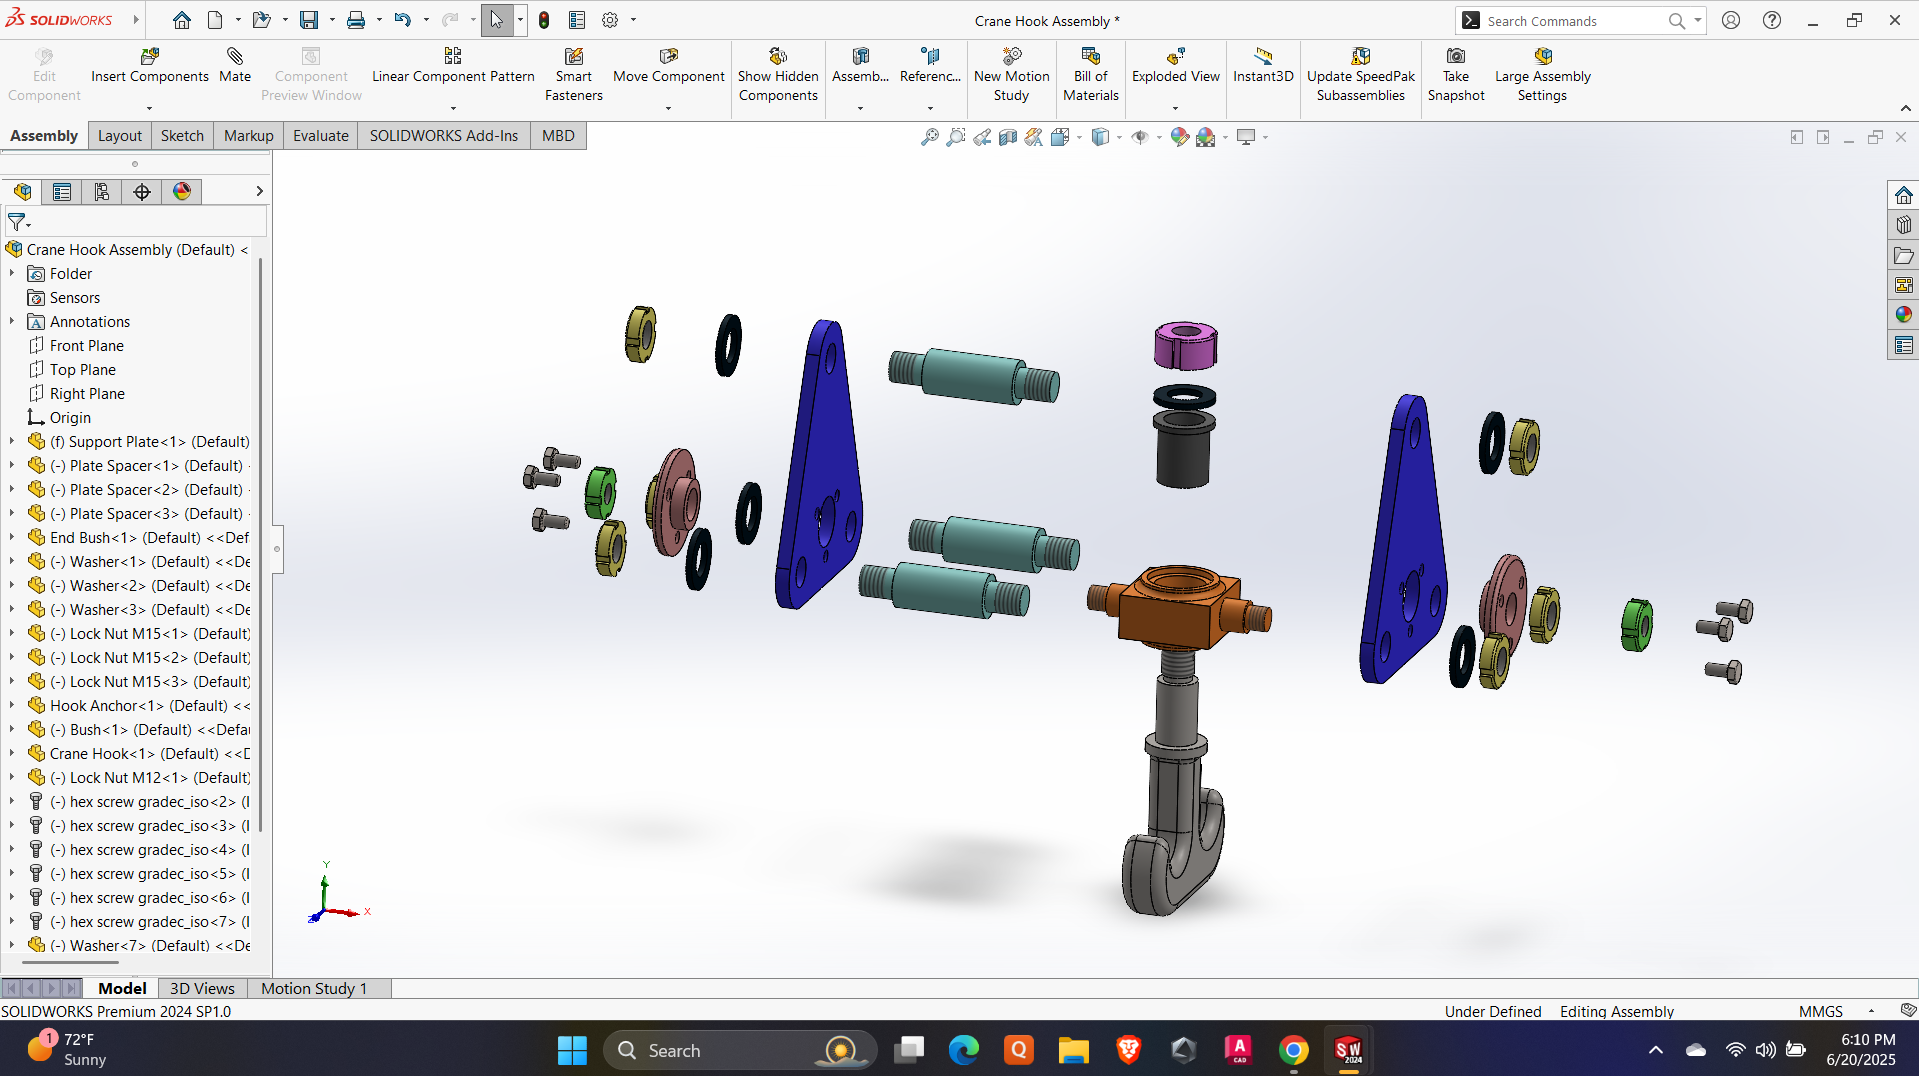 SOLIDWORKS
Crane Hook Assembly *
Search Commands
Edit Component
Insert Components
Mate
Component Preview Window
Linear Component Pattern
Smart Fasteners
Move Component
Show Hidden Components
Assemb...
Referenc...
New Motion Study
Bill of Materials
Exploded View
Instant3D
Update SpeedPak Subassemblies
Take Snapshot
Large Assembly Settings
Assembly
Layout
Sketch
Markup
Evaluate
SOLIDWORKS Add-Ins
MBD
Crane Hook Assembly (Default) <
Folder
Sensors
Annotations
Front Plane
Top Plane
Right Plane
Origin
(f) Support Plate<1> (Default)
(-) Plate Spacer<1> (Default)
(-) Plate Spacer<2> (Default)
(-) Plate Spacer<3> (Default)
End Bush<1> (Default) <<Def
(-) Washer<1> (Default) <<De
(-) Washer<2> (Default) <<De
(-) Washer<3> (Default) <<De
(-) Lock Nut M15<1> (Default)
(-) Lock Nut M15<2> (Default)
(-) Lock Nut M15<3> (Default)
Hook Anchor<1> (Default) <<
(-) Bush<1> (Default) <<Defau
Crane Hook<1> (Default) <<D
(-) Lock Nut M12<1> (Default)
(-) hex screw gradec_iso<2> (I
(-) hex screw gradec_iso<3> (I
(-) hex screw gradec_iso<4> (I
(-) hex screw gradec_iso<5> (I
(-) hex screw gradec_iso<6> (I
(-) hex screw gradec_iso<7> (I
(-) Washer<7> (Default) <<De
Y
X
Z
Model
3D Views
Motion Study 1
SOLIDWORKS Premium 2024 SP1.0
Under Defined
Editing Assembly
MMGS
1
72°F
Sunny
Search
Q
A
CAD
SW
2024
6:10 PM
6/20/2025